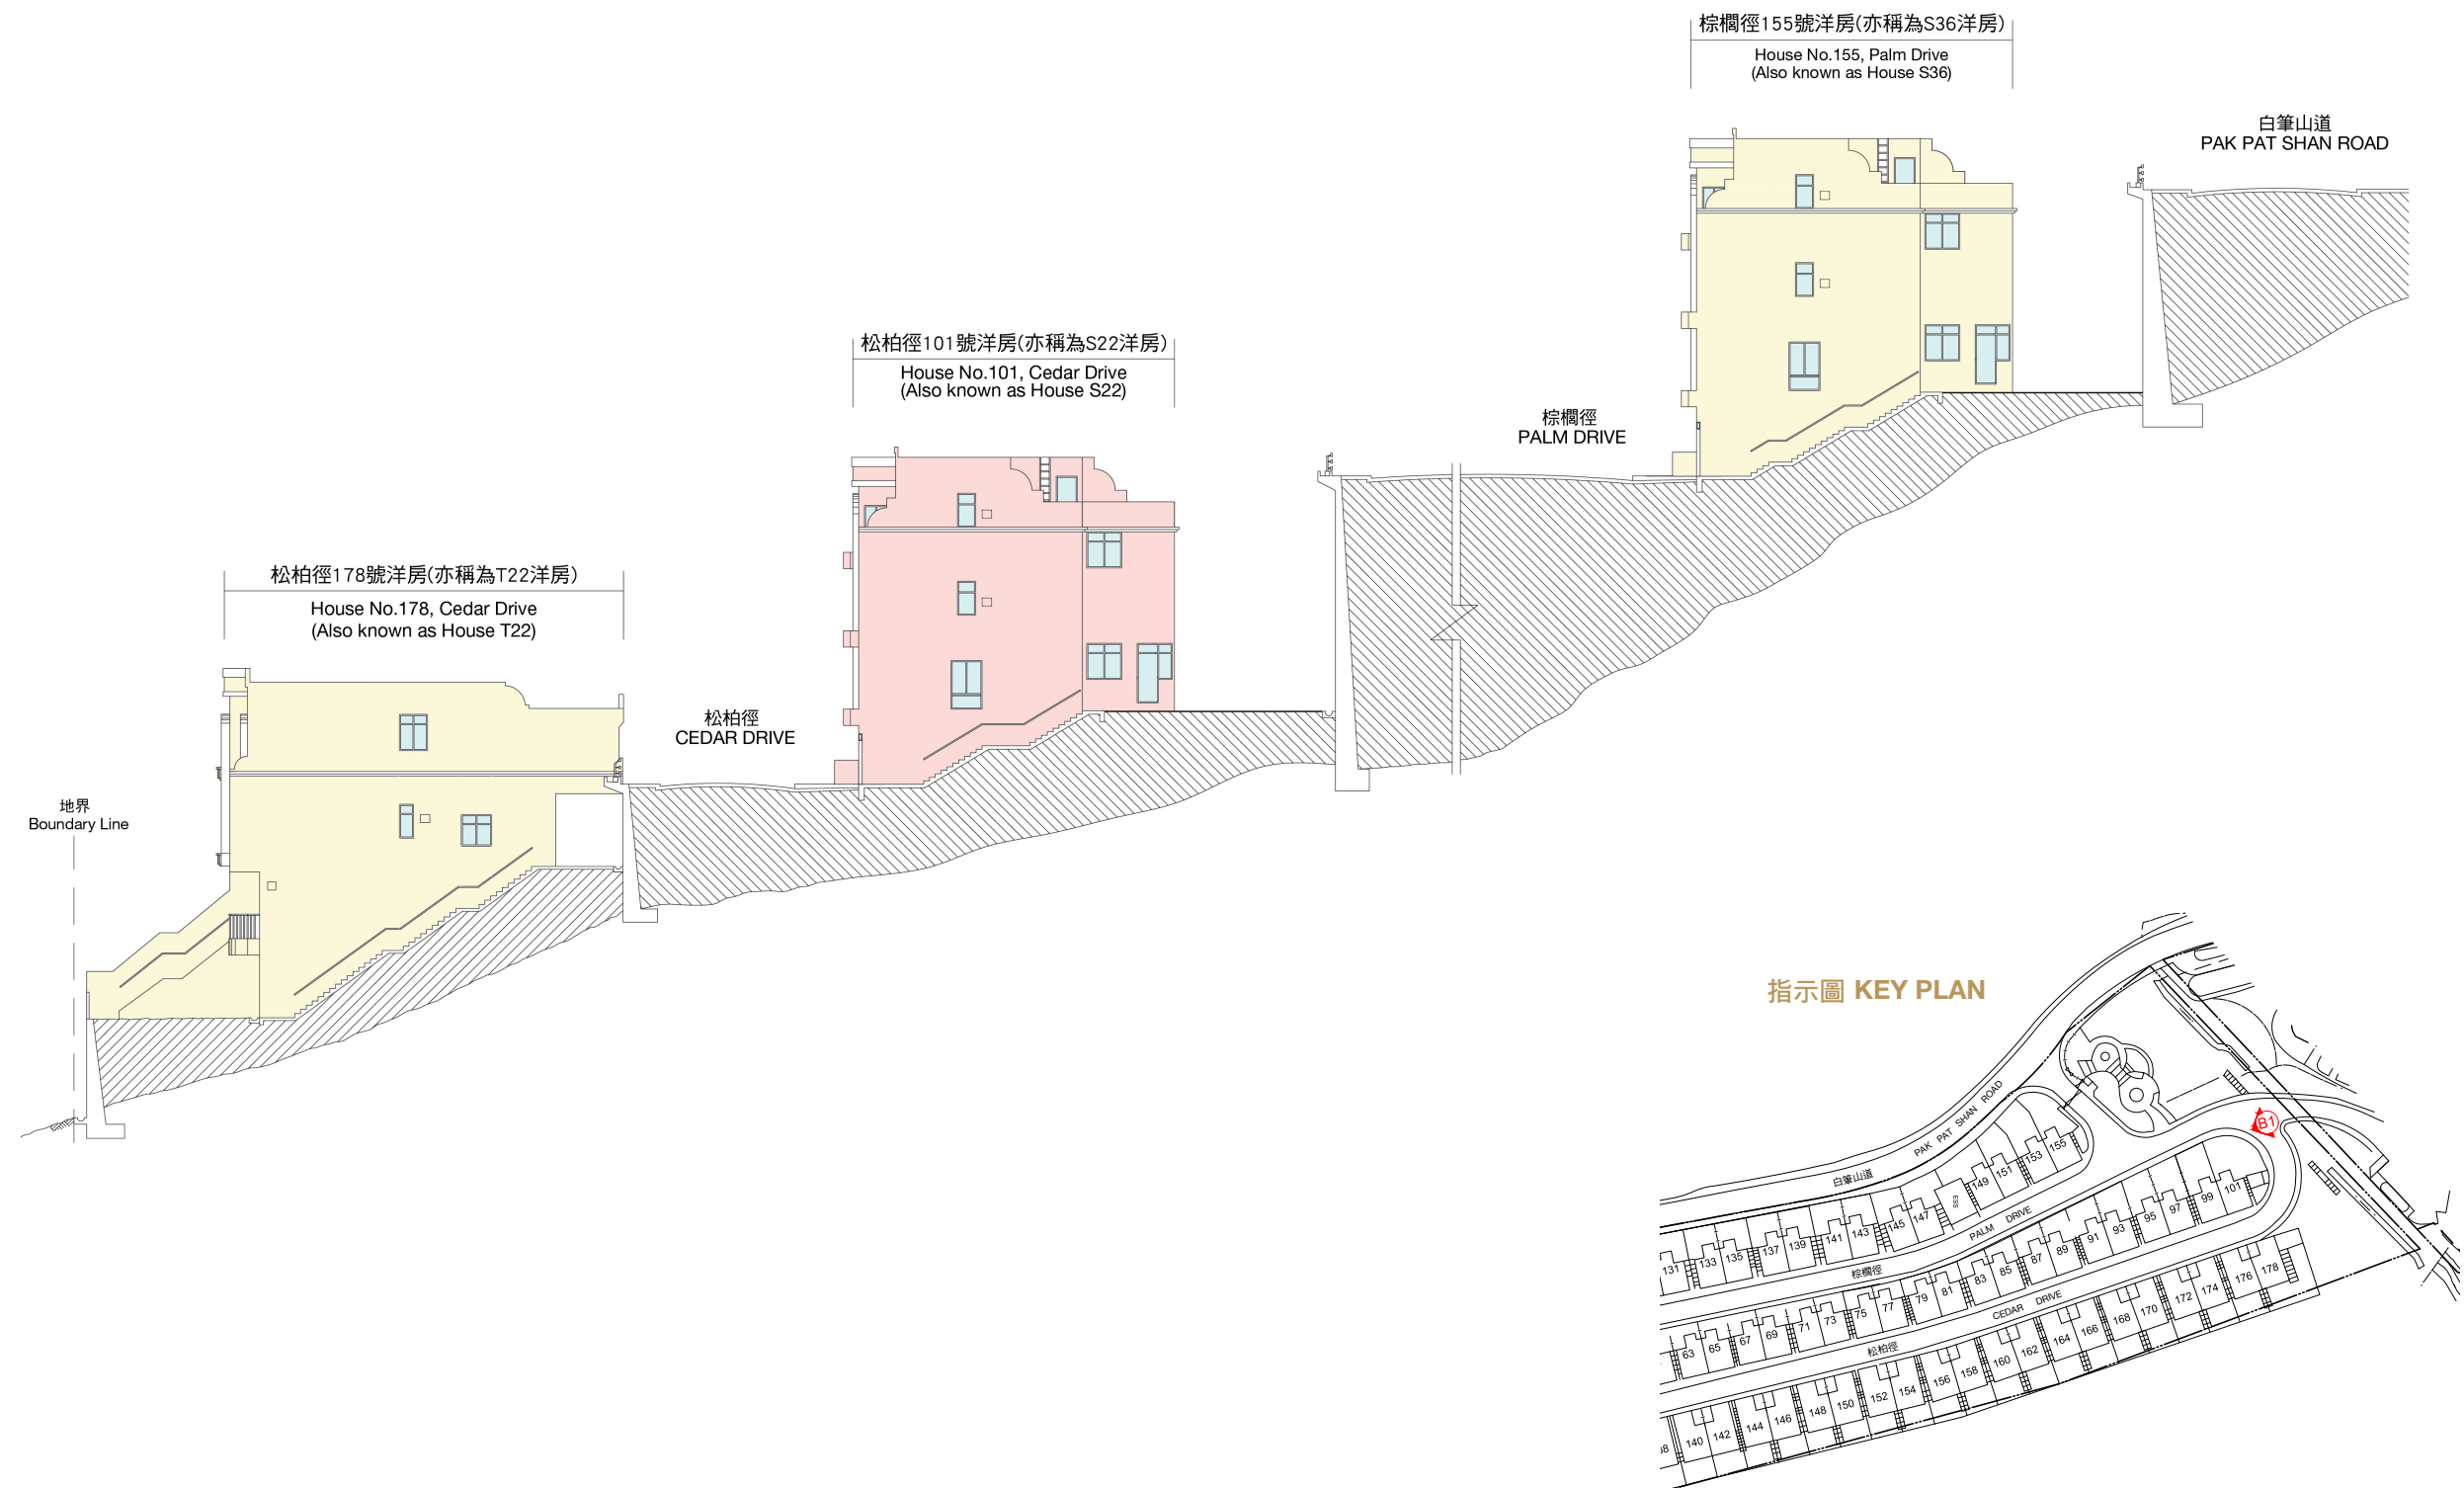 棕櫚徑155號洋房(亦稱為S36洋房)
House No.155, Palm Drive
(Also known as House S36)
白筆山道
PAK PAT SHAN ROAD
松柏徑101號洋房(亦稱為S22洋房)
House No.101, Cedar Drive
(Also known as House S22)
棕櫚徑
PALM DRIVE
松柏徑178號洋房(亦稱為T22洋房)
House No.178, Cedar Drive
(Also known as House T22)
松柏徑
CEDAR DRIVE
地界
Boundary Line
指示圖 KEY PLAN
PAK PAT SHAN ROAD
白筆山道
B1
131 133 135 137 139 141 143 145 147 ESS 149 151 153 155
PALM DRIVE
棕櫚徑
63 65 67 69 71 73 75 77 79 81 83 85 87 89 91 93 95 97 99 101
CEDAR DRIVE
松柏徑
140 142 144 146 148 150 152 154 156 158 160 162 164 166 168 170 172 174 176 178